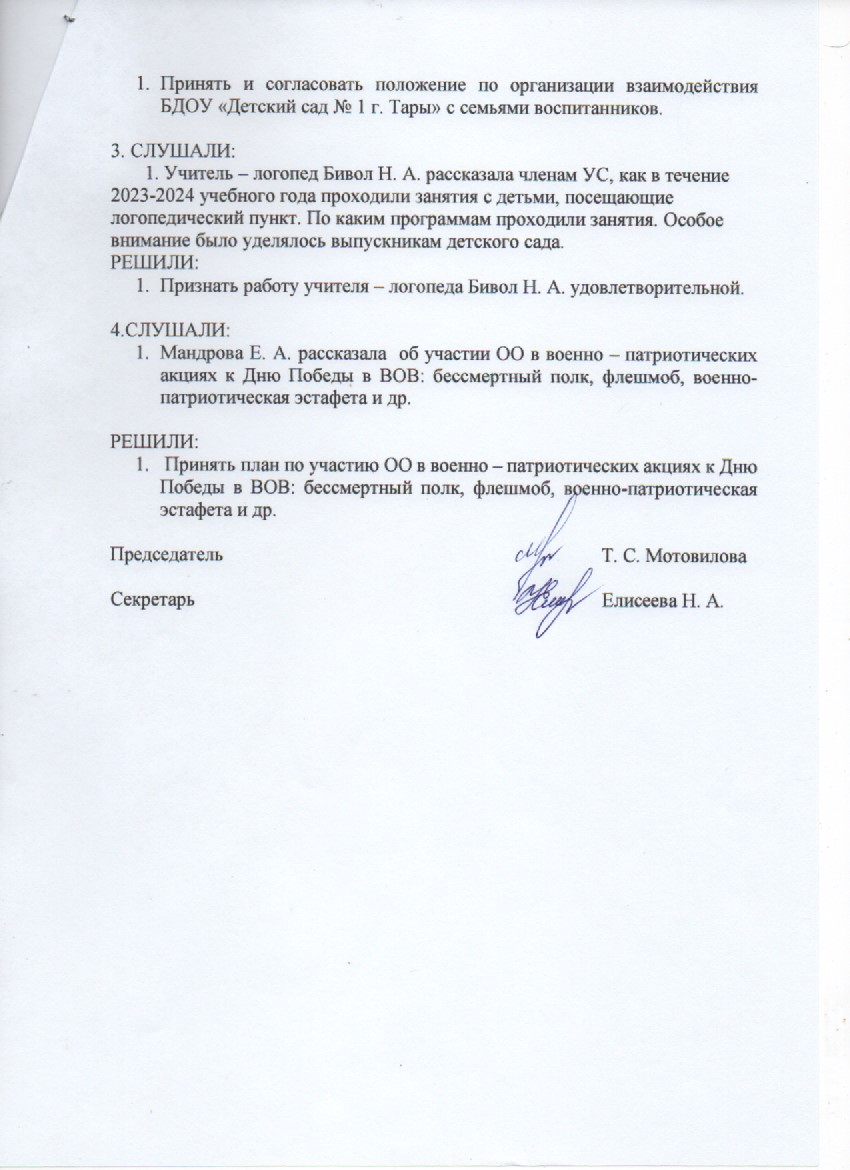 1. Принять и согласовать положение по организации взаимодействия
БДОУ «Детский сад № 1 г. Тары» с семьями воспитанников.
3. СЛУШАЛИ:
1. Учитель – логопед Бивол Н. А. рассказала членам УС, как в течение
2023-2024 учебного года проходили занятия с детьми, посещающие
логопедический пункт. По каким программам проходили занятия. Особое
внимание было уделялось выпускникам детского сада.
РЕШИЛИ:
1. Признать работу учителя – логопеда Бивол Н. А. удовлетворительной.
4.СЛУШАЛИ:
1. Мандрова Е. А. рассказала об участии ОО в военно – патриотических
акциях к Дню Победы в ВОВ: бессмертный полк, флешмоб, военно-
патриотическая эстафета и др.
РЕШИЛИ:
1. Принять план по участию ОО в военно – патриотических акциях к Дню
Победы в ВОВ: бессмертный полк, флешмоб, военно-патриотическая
эстафета и др.
Председатель Т. С. Мотовилова
Секретарь Елисеева Н. А.